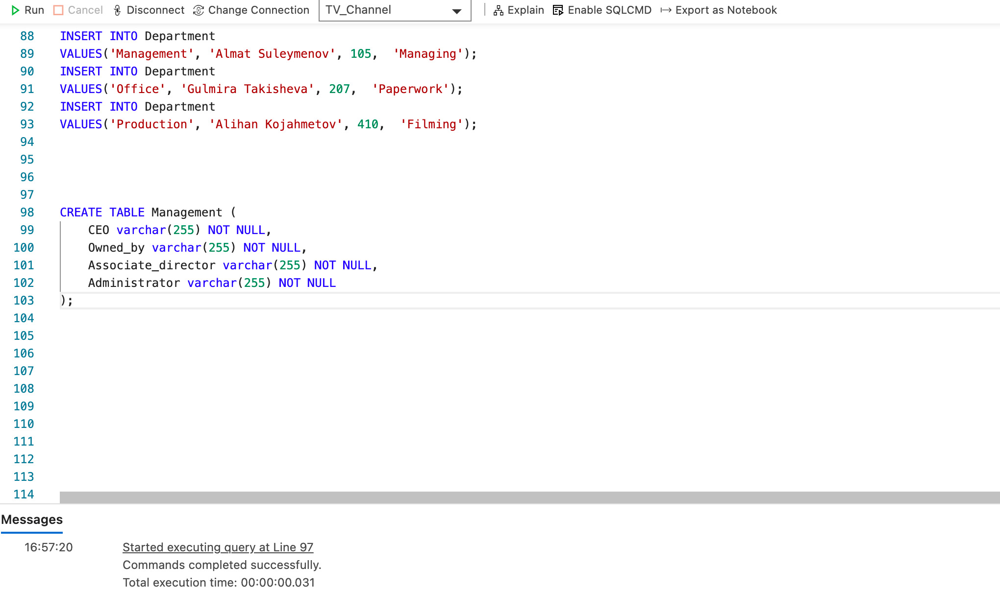 Run Cancel Disconnect Change Connection TV_Channel Explain Enable SQLCMD Export as Notebook
88 INSERT INTO Department
89 VALUES('Management', 'Almat Suleymenov', 105,  'Managing');
90 INSERT INTO Department
91 VALUES('Office', 'Gulmira Takisheva', 207,  'Paperwork');
92 INSERT INTO Department
93 VALUES('Production', 'Alihan Kojahmetov', 410,  'Filming');
94
95
96
97
98 CREATE TABLE Management (
99     CEO varchar(255) NOT NULL,
100     Owned_by varchar(255) NOT NULL,
101     Associate_director varchar(255) NOT NULL,
102     Administrator varchar(255) NOT NULL
103 );
104
105
106
107
108
109
110
111
112
113
114
Messages
16:57:20 Started executing query at Line 97
Commands completed successfully.
Total execution time: 00:00:00.031